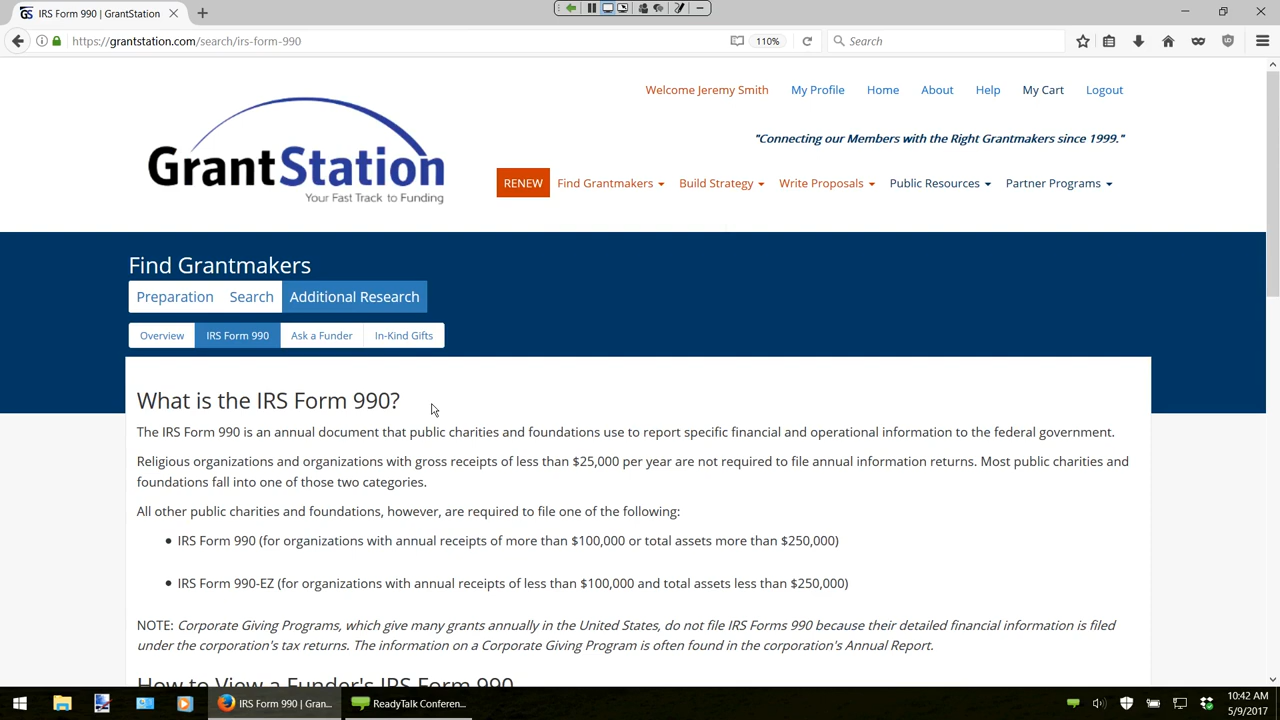 IRS Form 990 | GrantStation
https://grantstation.com/search/irs-form-990
110%
Search
Welcome Jeremy Smith My Profile Home About Help My Cart Logout
"Connecting our Members with the Right Grantmakers since 1999."
GrantStation
Your Fast Track to Funding
RENEW Find Grantmakers Build Strategy Write Proposals Public Resources Partner Programs
Find Grantmakers
Preparation Search Additional Research
Overview IRS Form 990 Ask a Funder In-Kind Gifts
What is the IRS Form 990?
The IRS Form 990 is an annual document that public charities and foundations use to report specific financial and operational information to the federal government.
Religious organizations and organizations with gross receipts of less than $25,000 per year are not required to file annual information returns. Most public charities and
foundations fall into one of those two categories.
All other public charities and foundations, however, are required to file one of the following:
• IRS Form 990 (for organizations with annual receipts of more than $100,000 or total assets more than $250,000)
• IRS Form 990-EZ (for organizations with annual receipts of less than $100,000 and total assets less than $250,000)
NOTE: Corporate Giving Programs, which give many grants annually in the United States, do not file IRS Forms 990 because their detailed financial information is filed
under the corporation's tax returns. The information on a Corporate Giving Program is often found in the corporation's Annual Report.
How to View a Funder's IRS Form 990
IRS Form 990 | Gran...
ReadyTalk Conferen...
10:42 AM
5/9/2017